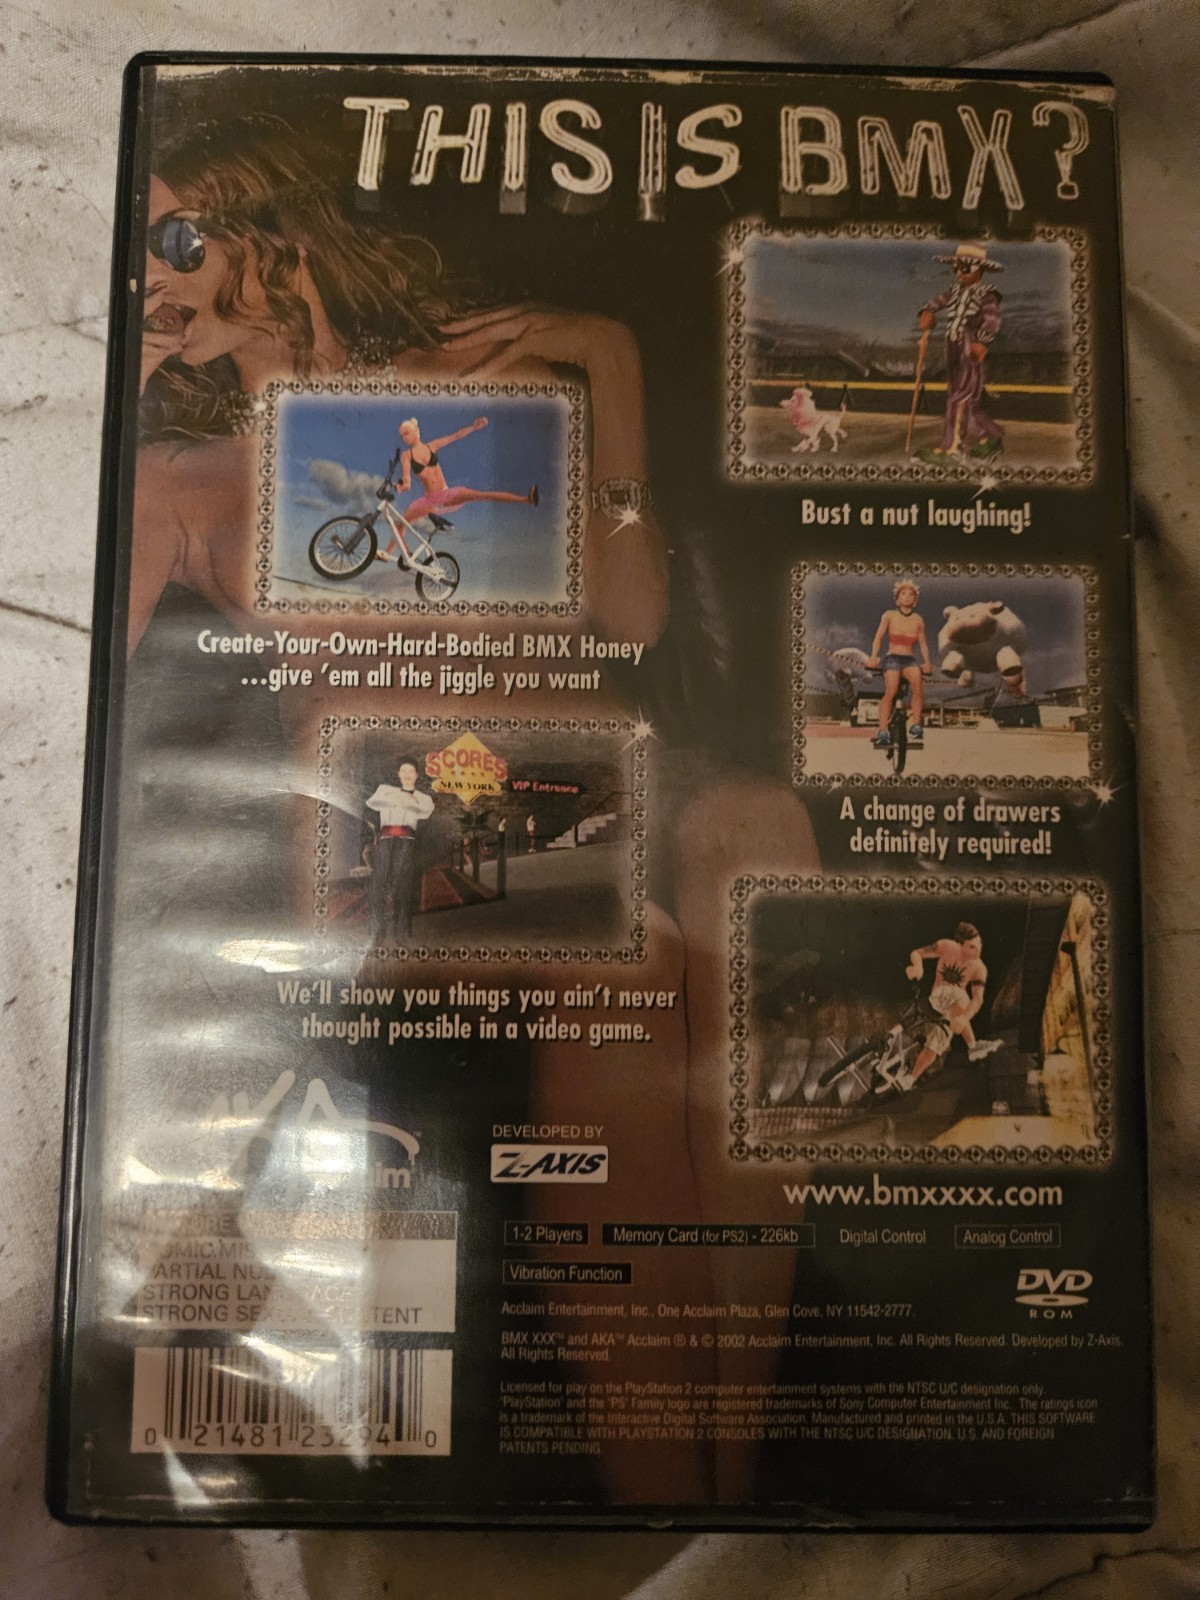 THIS IS BMX?
Bust a nut laughing!
Create-Your-Own-Hard-Bodied BMX Honey
...give 'em all the jiggle you want
SCORES
NEW YORK
VIP Entrance
A change of drawers
definitely required!
We'll show you things you ain't never
thought possible in a video game.
www.bmxxxx.com
AKA
DEVELOPED BY
Z-AXIS
1-2 Players
Memory Card (for PS2) - 226kb
Digital Control
Analog Control
Vibration Function
DVD
ROM
STRONG
STRONG
Acclaim Entertainment, Inc., One Acclaim Plaza, Glen Cove, NY 11542-2777.
BMX XXX™ and AKA™ Acclaim ® & © 2002 Acclaim Entertainment, Inc. All Rights Reserved. Developed by Z-Axis.
All Rights Reserved.
Licensed for play on the PlayStation 2 computer entertainment systems with the NTSC U/C designation only.
"PlayStation" and the "PS" Family logo are registered trademarks of Sony Computer Entertainment Inc. The ratings icon
is a trademark of the Interactive Digital Software Association. Manufactured and printed in the U.S.A. THIS SOFTWARE
IS COMPATIBLE WITH PLAYSTATION 2 CONSOLES WITH THE NTSC U/C DESIGNATION. U.S. AND FOREIGN
PATENTS PENDING.
0 21481 23294 0